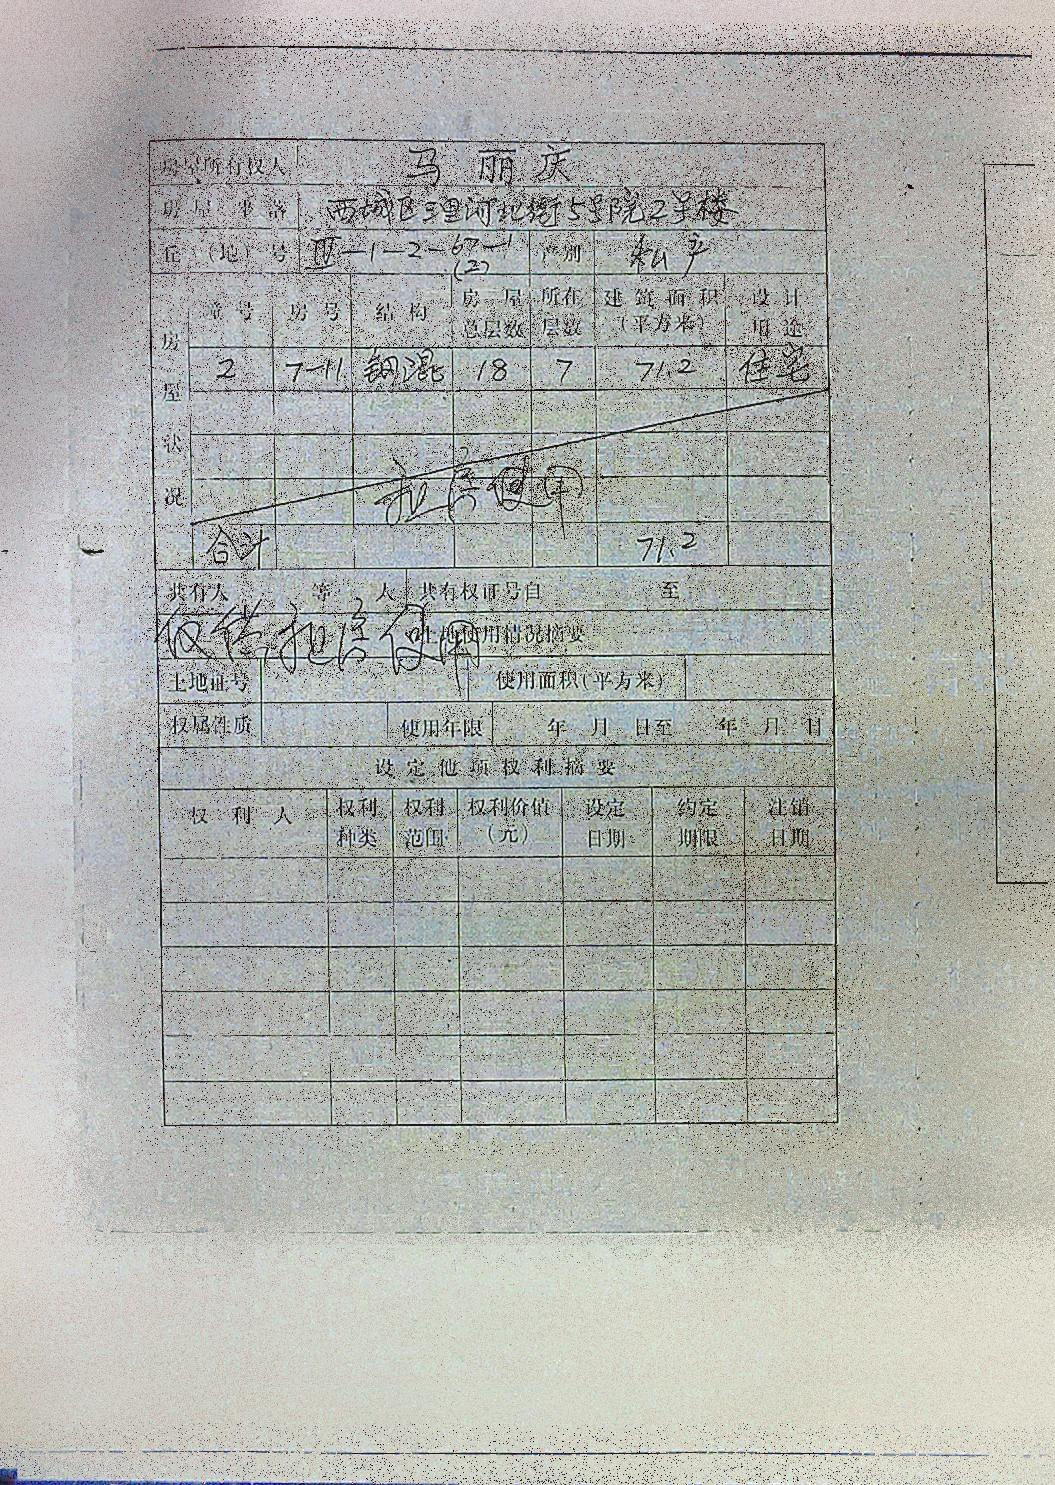 房屋所有权人 马丽庆
房屋坐落 西城区三里河北街5号院2号楼
丘(地)号 Ⅲ-1-2-67-1(2) 产别 私产
房屋状况
幢号 房号 结构 房屋总层数 所在层数 建筑面积(平方米) 设计用途
2 7-11 钢混 18 7 71.2 住宅
租房使用
合计 71.2
共有人 等 人 共有权证号自 至
仅供租房使用
土地使用情况摘要
土地证号 使用面积(平方米)
权属性质 使用年限 年 月 日至 年 月 日
设定他项权利摘要
权利人 权利种类 权利范围 权利价值(元) 设定日期 约定期限 注销日期